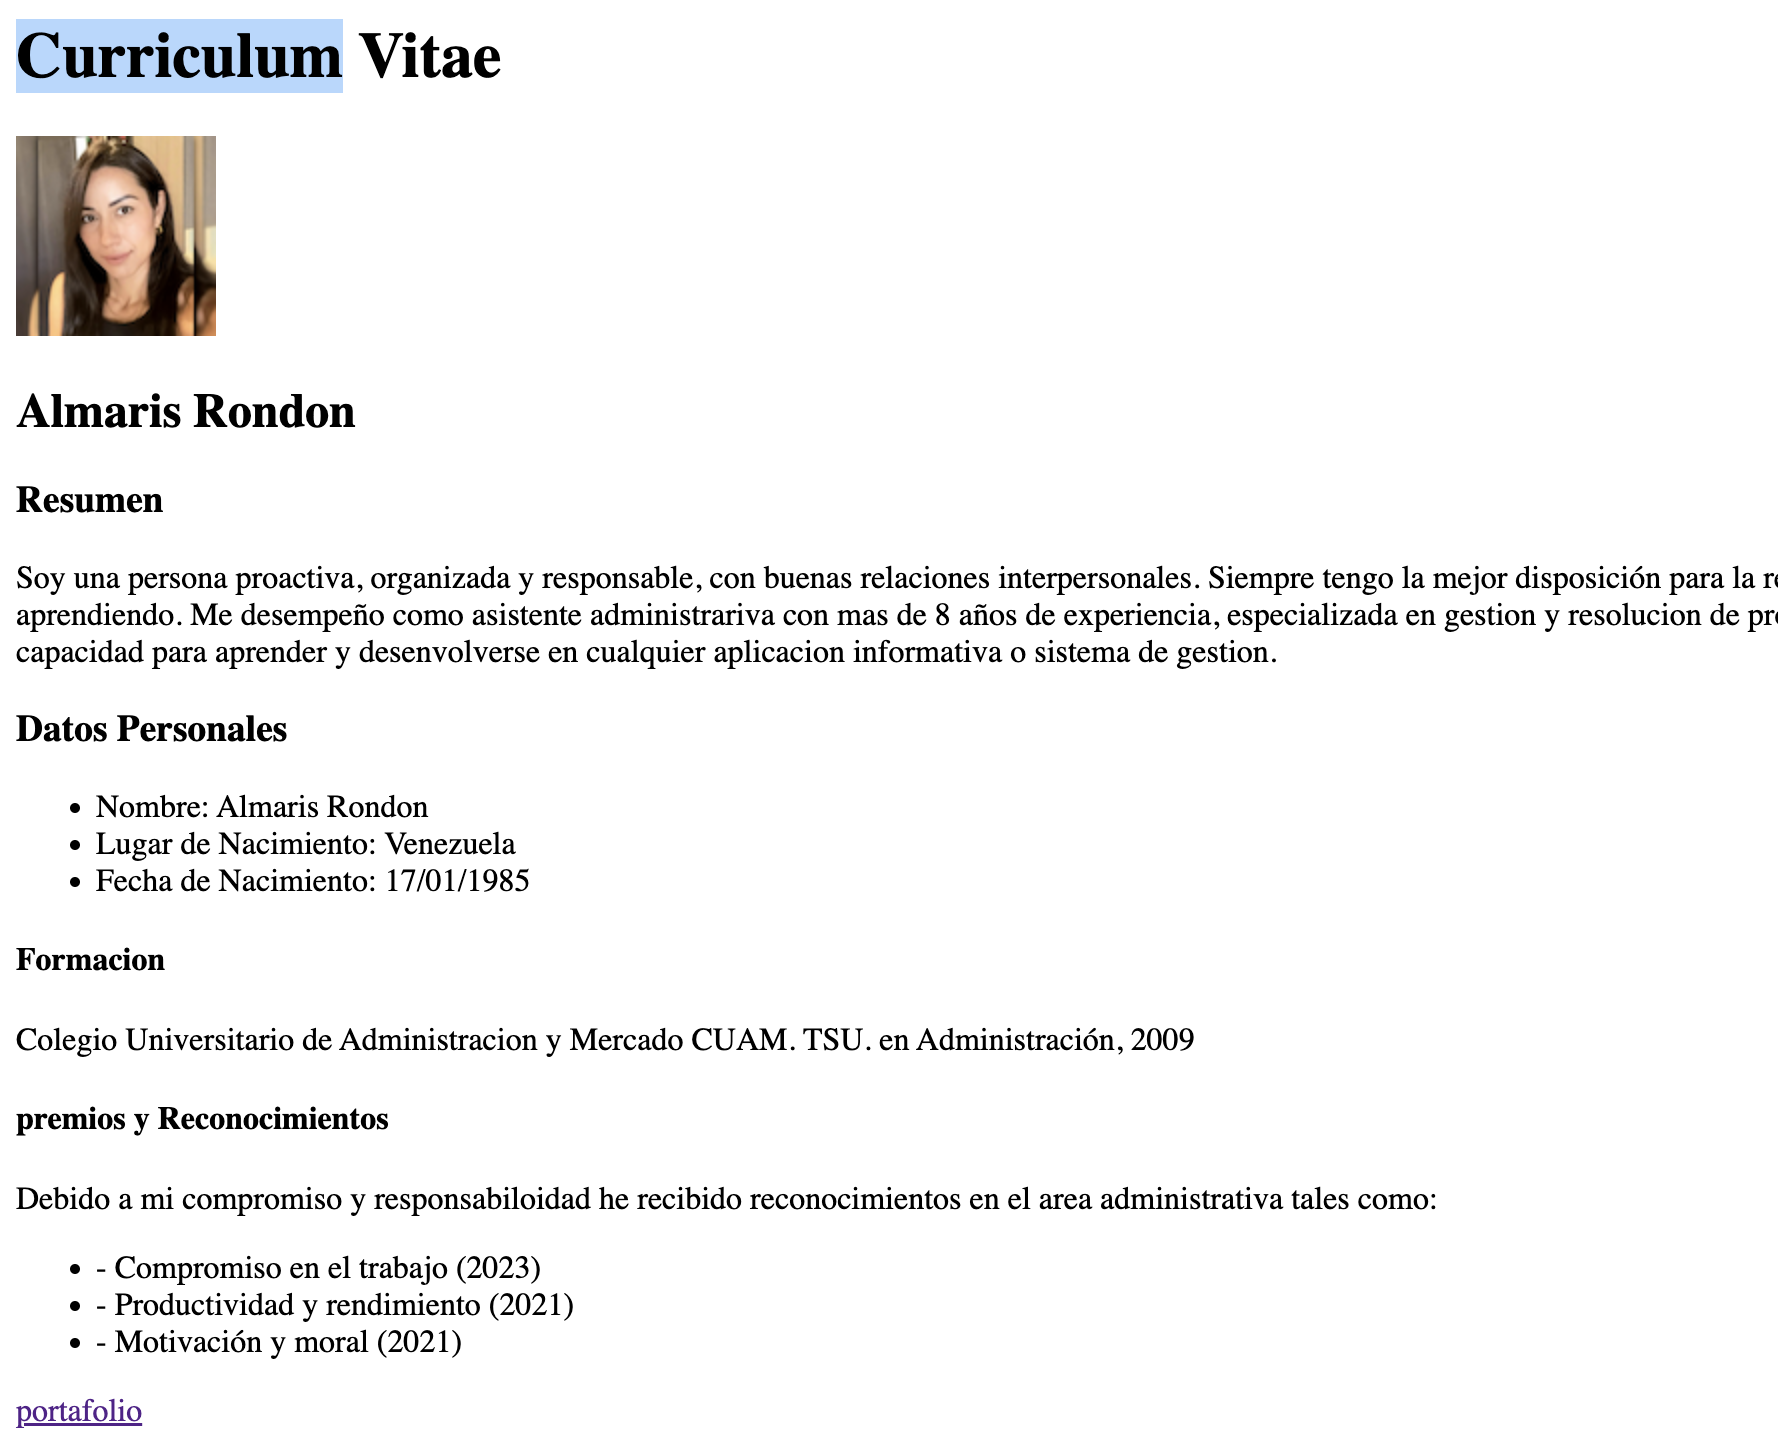 Curriculum Vitae
Almaris Rondon
Resumen
Soy una persona proactiva, organizada y responsable, con buenas relaciones interpersonales. Siempre tengo la mejor disposición para la
aprendiendo. Me desempeño como asistente administrariva con mas de 8 años de experiencia, especializada en gestion y resolucion de
capacidad para aprender y desenvolverse en cualquier aplicacion informativa o sistema de gestion.
Datos Personales
• Nombre: Almaris Rondon
• Lugar de Nacimiento: Venezuela
• Fecha de Nacimiento: 17/01/1985
Formacion
Colegio Universitario de Administracion y Mercado CUAM. TSU. en Administración, 2009
premios y Reconocimientos
Debido a mi compromiso y responsabiloidad he recibido reconocimientos en el area administrativa tales como:
• - Compromiso en el trabajo (2023)
• - Productividad y rendimiento (2021)
• - Motivación y moral (2021)
portafolio